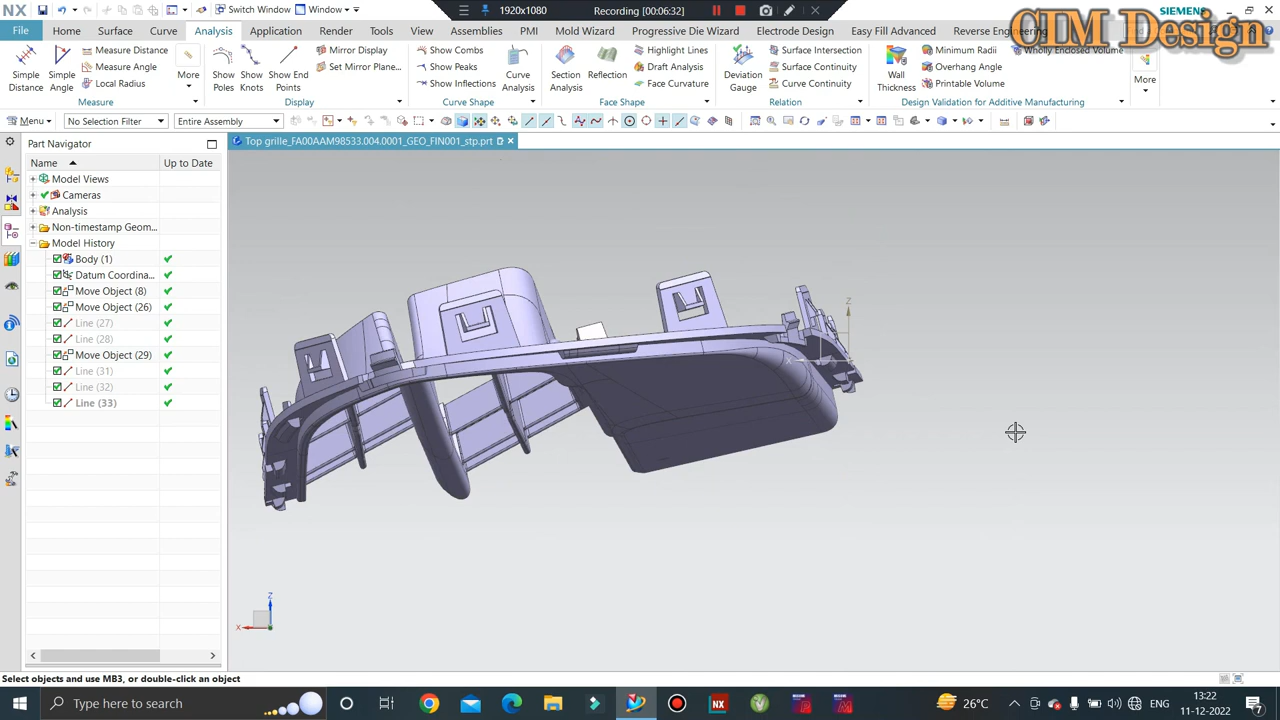 NX Switch Window Window 1920x1080 Recording [00:06:32] SIEMENS
CIM Design
File Home Surface Curve Analysis Application Render Tools View Assemblies PMI Mold Wizard Progressive Die Wizard Electrode Design Easy Fill Advanced Reverse Engineering
Simple Distance
Simple Angle
Measure Distance
Measure Angle
Local Radius
More
Measure
Show Poles
Show Knots
Show End Points
Mirror Display
Set Mirror Plane...
Display
Show Combs
Show Peaks
Show Inflections
Curve Analysis
Curve Shape
Section Analysis
Reflection
Highlight Lines
Draft Analysis
Face Curvature
Face Shape
Deviation Gauge
Surface Intersection
Surface Continuity
Curve Continuity
Relation
Wall Thickness
Minimum Radii
Overhang Angle
Printable Volume
Wholly Enclosed Volume
Design Validation for Additive Manufacturing
More
Menu No Selection Filter Entire Assembly
Part Navigator
Top grille_FA00AAM98533.004.0001_GEO_FIN001_stp.prt
Name Up to Date
Model Views
Cameras
Analysis
Non-timestamp Geom...
Model History
Body (1)
Datum Coordina...
Move Object (8)
Move Object (26)
Line (27)
Line (28)
Move Object (29)
Line (31)
Line (32)
Line (33)
Z
X
Z
X
Select objects and use MB3, or double-click an object
Type here to search
26°C
ENG
13:22
11-12-2022
7